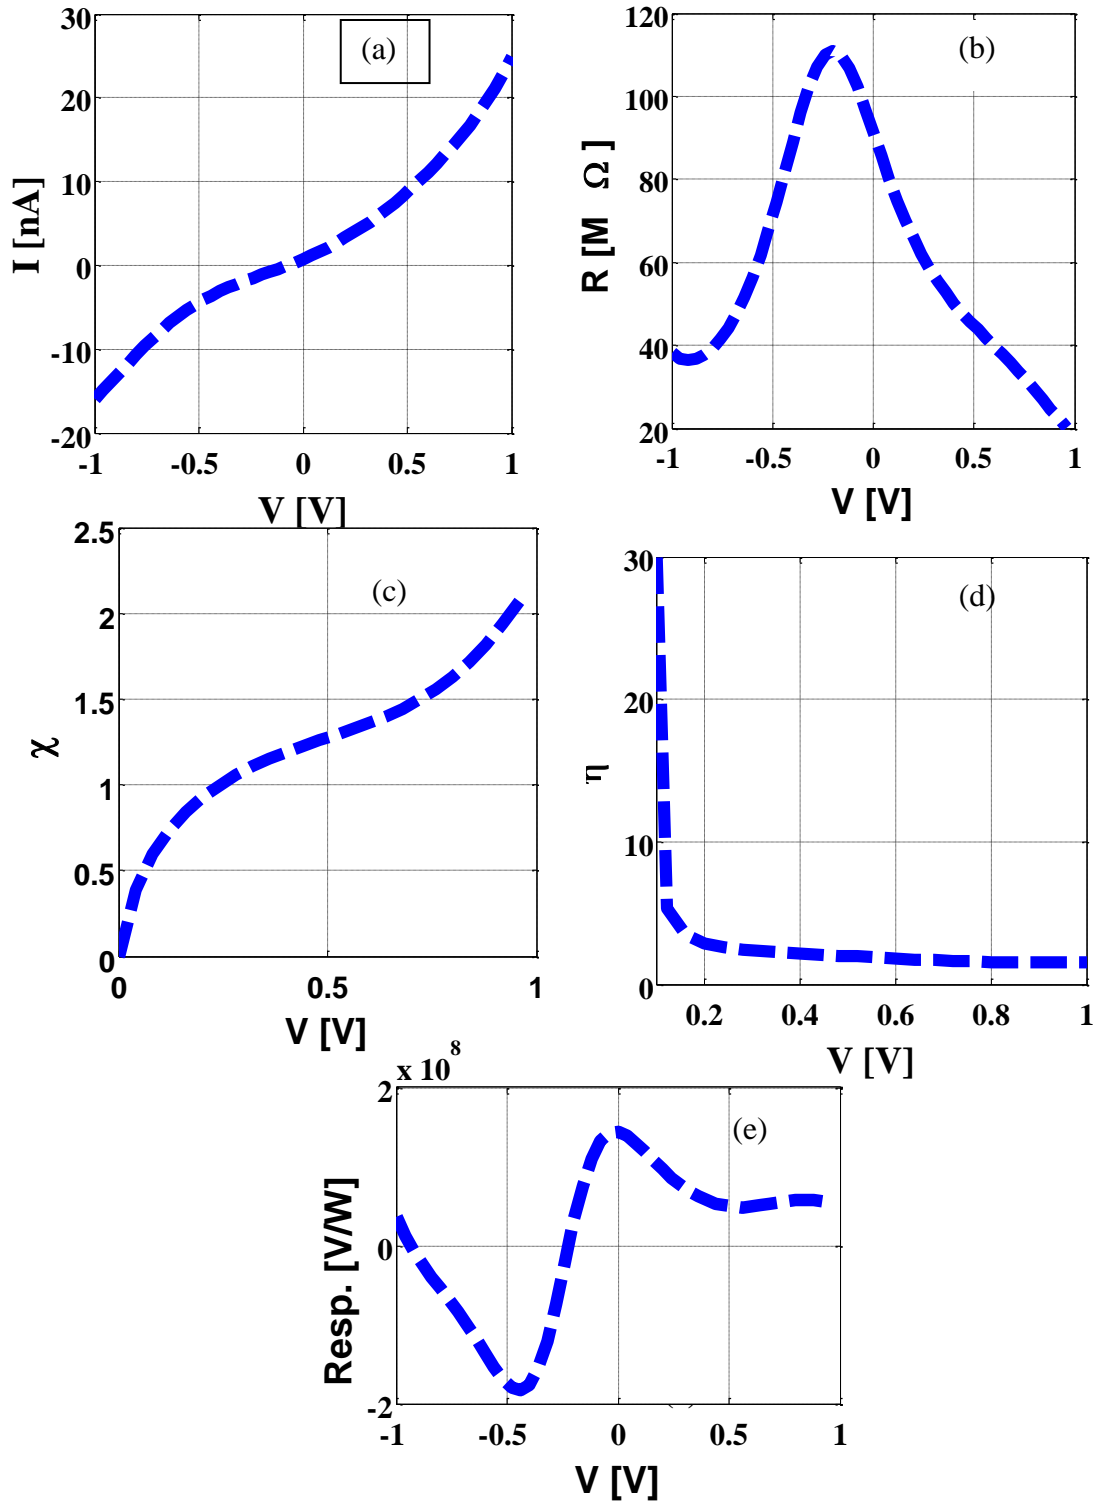 (a)
30
20
10
0
-10
-20
I [nA]
-1 -0.5 0 0.5 1
V [V]
(b)
120
100
80
60
40
20
R [M Ω ]
-1 -0.5 0 0.5 1
V [V]
(c)
2.5
2
1.5
1
0.5
0
χ
0 0.5 1
V [V]
(d)
30
20
10
0
η
0.2 0.4 0.6 0.8 1
V [V]
(e)
x 10^8
2
0
-2
Resp. [V/W]
-1 -0.5 0 0.5 1
V [V]